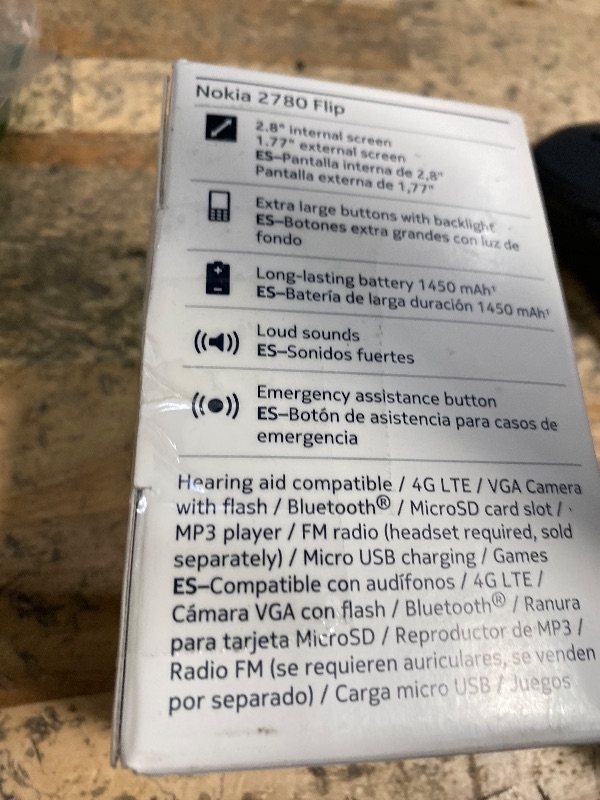 Nokia 2780 Flip
2.8" internal screen
1.77" external screen
ES–Pantalla interna de 2,8"
Pantalla externa de 1,77"
Extra large buttons with backlight
ES–Botones extra grandes con luz de
fondo
Long-lasting battery 1450 mAh¹
ES–Batería de larga duración 1450 mAh¹
Loud sounds
ES–Sonidos fuertes
Emergency assistance button
ES–Botón de asistencia para casos de
emergencia
Hearing aid compatible / 4G LTE / VGA Camera
with flash / Bluetooth® / MicroSD card slot /
MP3 player / FM radio (headset required, sold
separately) / Micro USB charging / Games
ES–Compatible con audífonos / 4G LTE /
Cámara VGA con flash / Bluetooth® / Ranura
para tarjeta MicroSD / Reproductor de MP3 /
Radio FM (se requieren auriculares, se venden
por separado) / Carga micro USB / Juegos